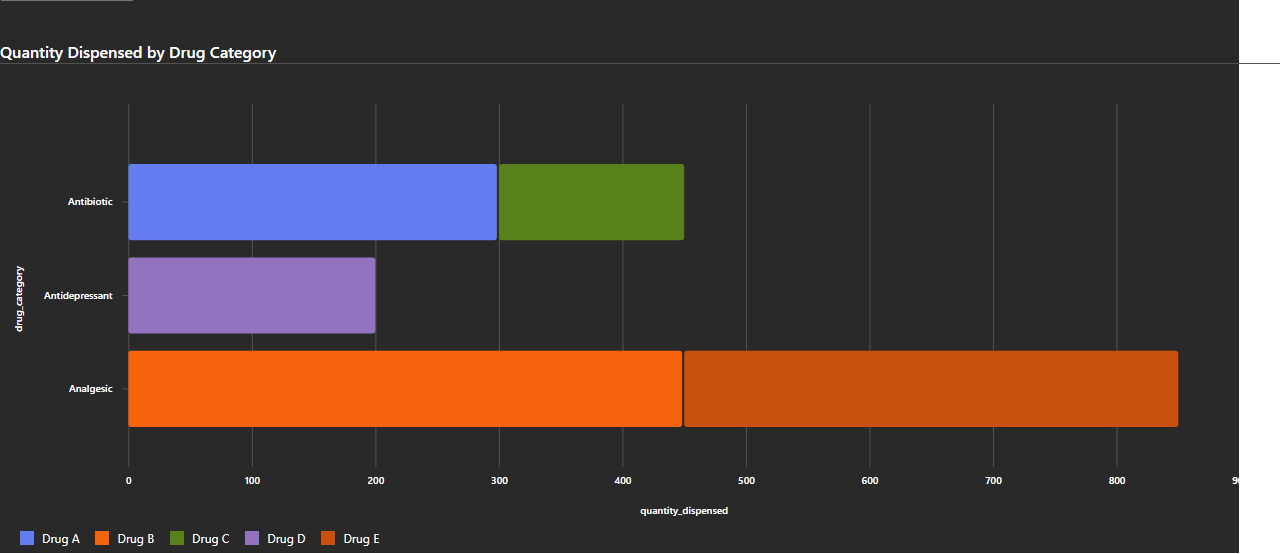 Quantity Dispensed by Drug Category
drug_category
Antibiotic
Antidepressant
Analgesic
0 100 200 300 400 500 600 700 800
quantity_dispensed
Drug A Drug B Drug C Drug D Drug E